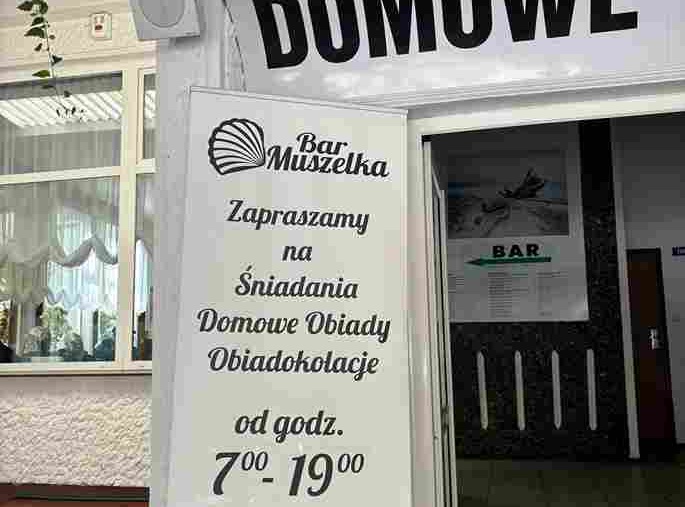 DOMOWE
Bar
Muszelka
Zapraszamy
na
Śniadania
Domowe Obiady
Obiadokolacje
od godz.
7⁰⁰-19⁰⁰
BAR